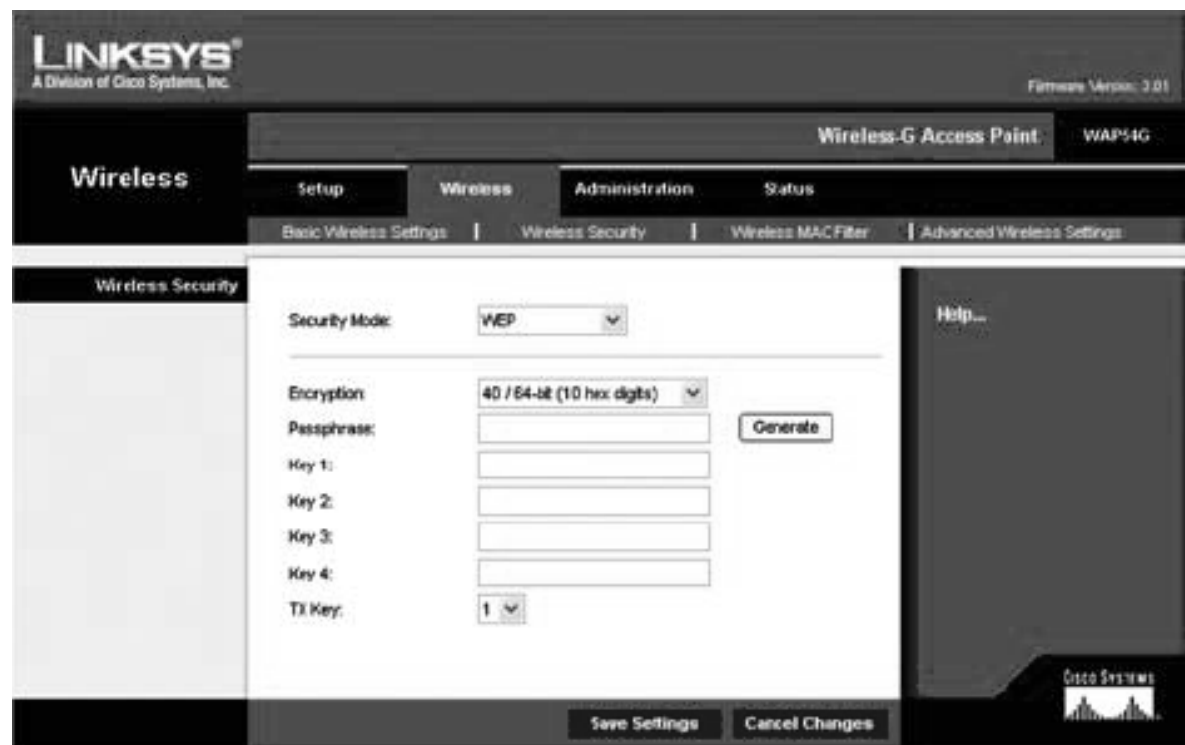 LINKSYS®
A Division of Cisco Systems, Inc.
Firmware Version: 3.01
Wireless-G Access Point WAP54G
Wireless
Setup Wireless Administration Status
Basic Wireless Settings | Wireless Security | Wireless MAC Filter | Advanced Wireless Settings
Wireless Security
Help...
Security Mode: WEP
Encryption: 40 / 64-bit (10 hex digits)
Passphrase: Generate
Key 1:
Key 2:
Key 3:
Key 4:
TX Key: 1
CISCO SYSTEMS
Save Settings Cancel Changes